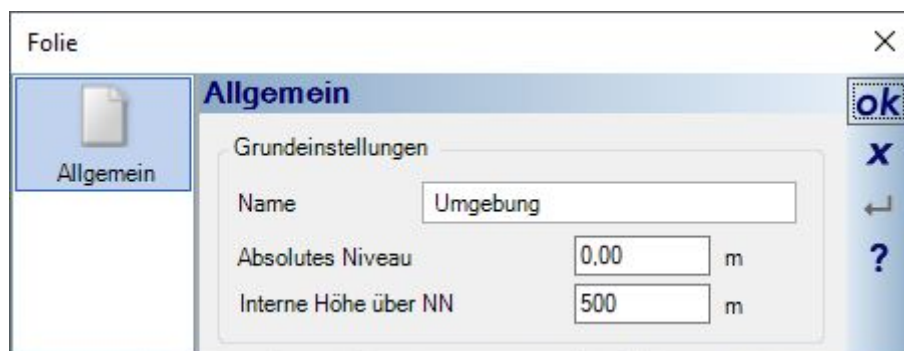 Folie
Allgemein
Allgemein
ok
Grundeinstellungen
x
Name Umgebung
Absolutes Niveau 0,00 m
?
Interne Höhe über NN 500 m